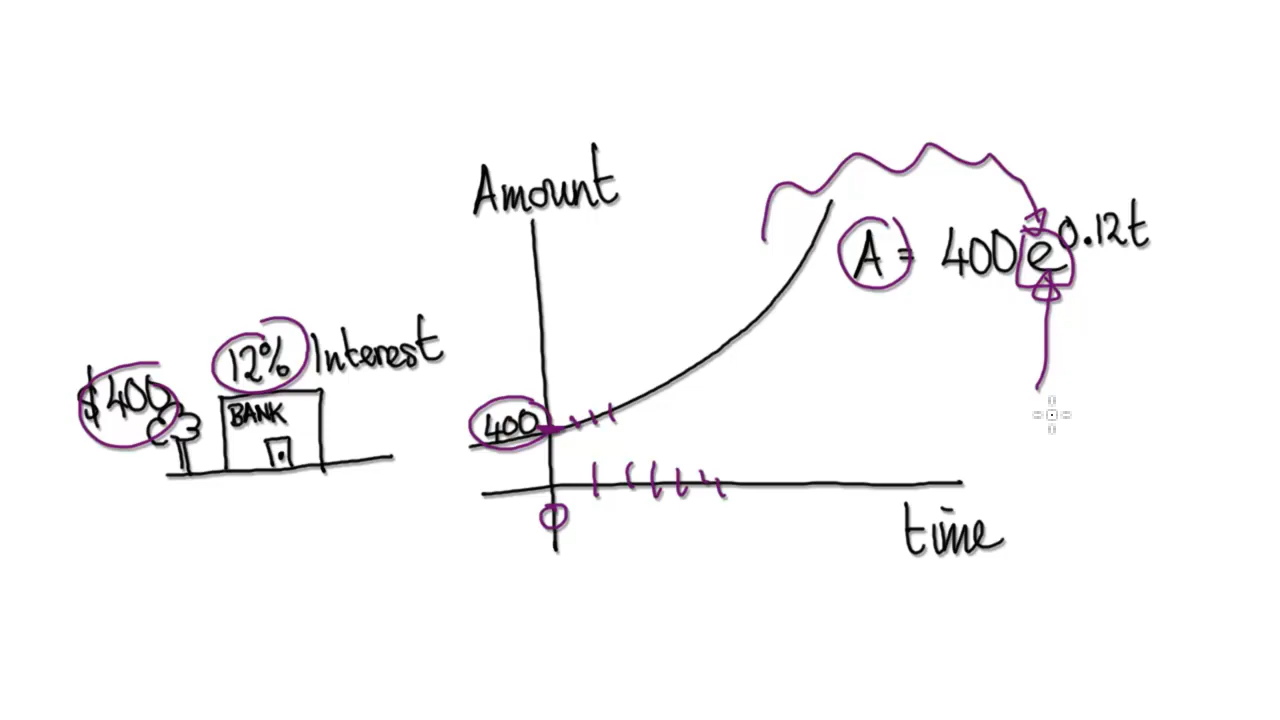 $400
12% Interest
BANK
Amount
400
0
time
A = 400e^0.12t